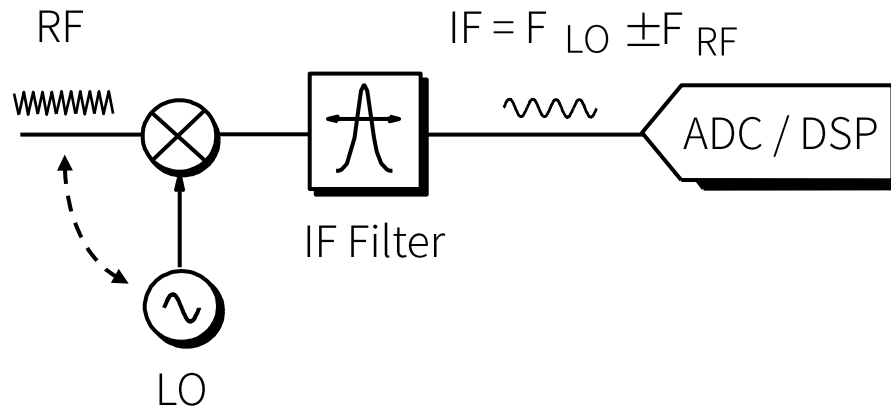 RF
IF = F LO ±F RF
ADC / DSP
IF Filter
LO